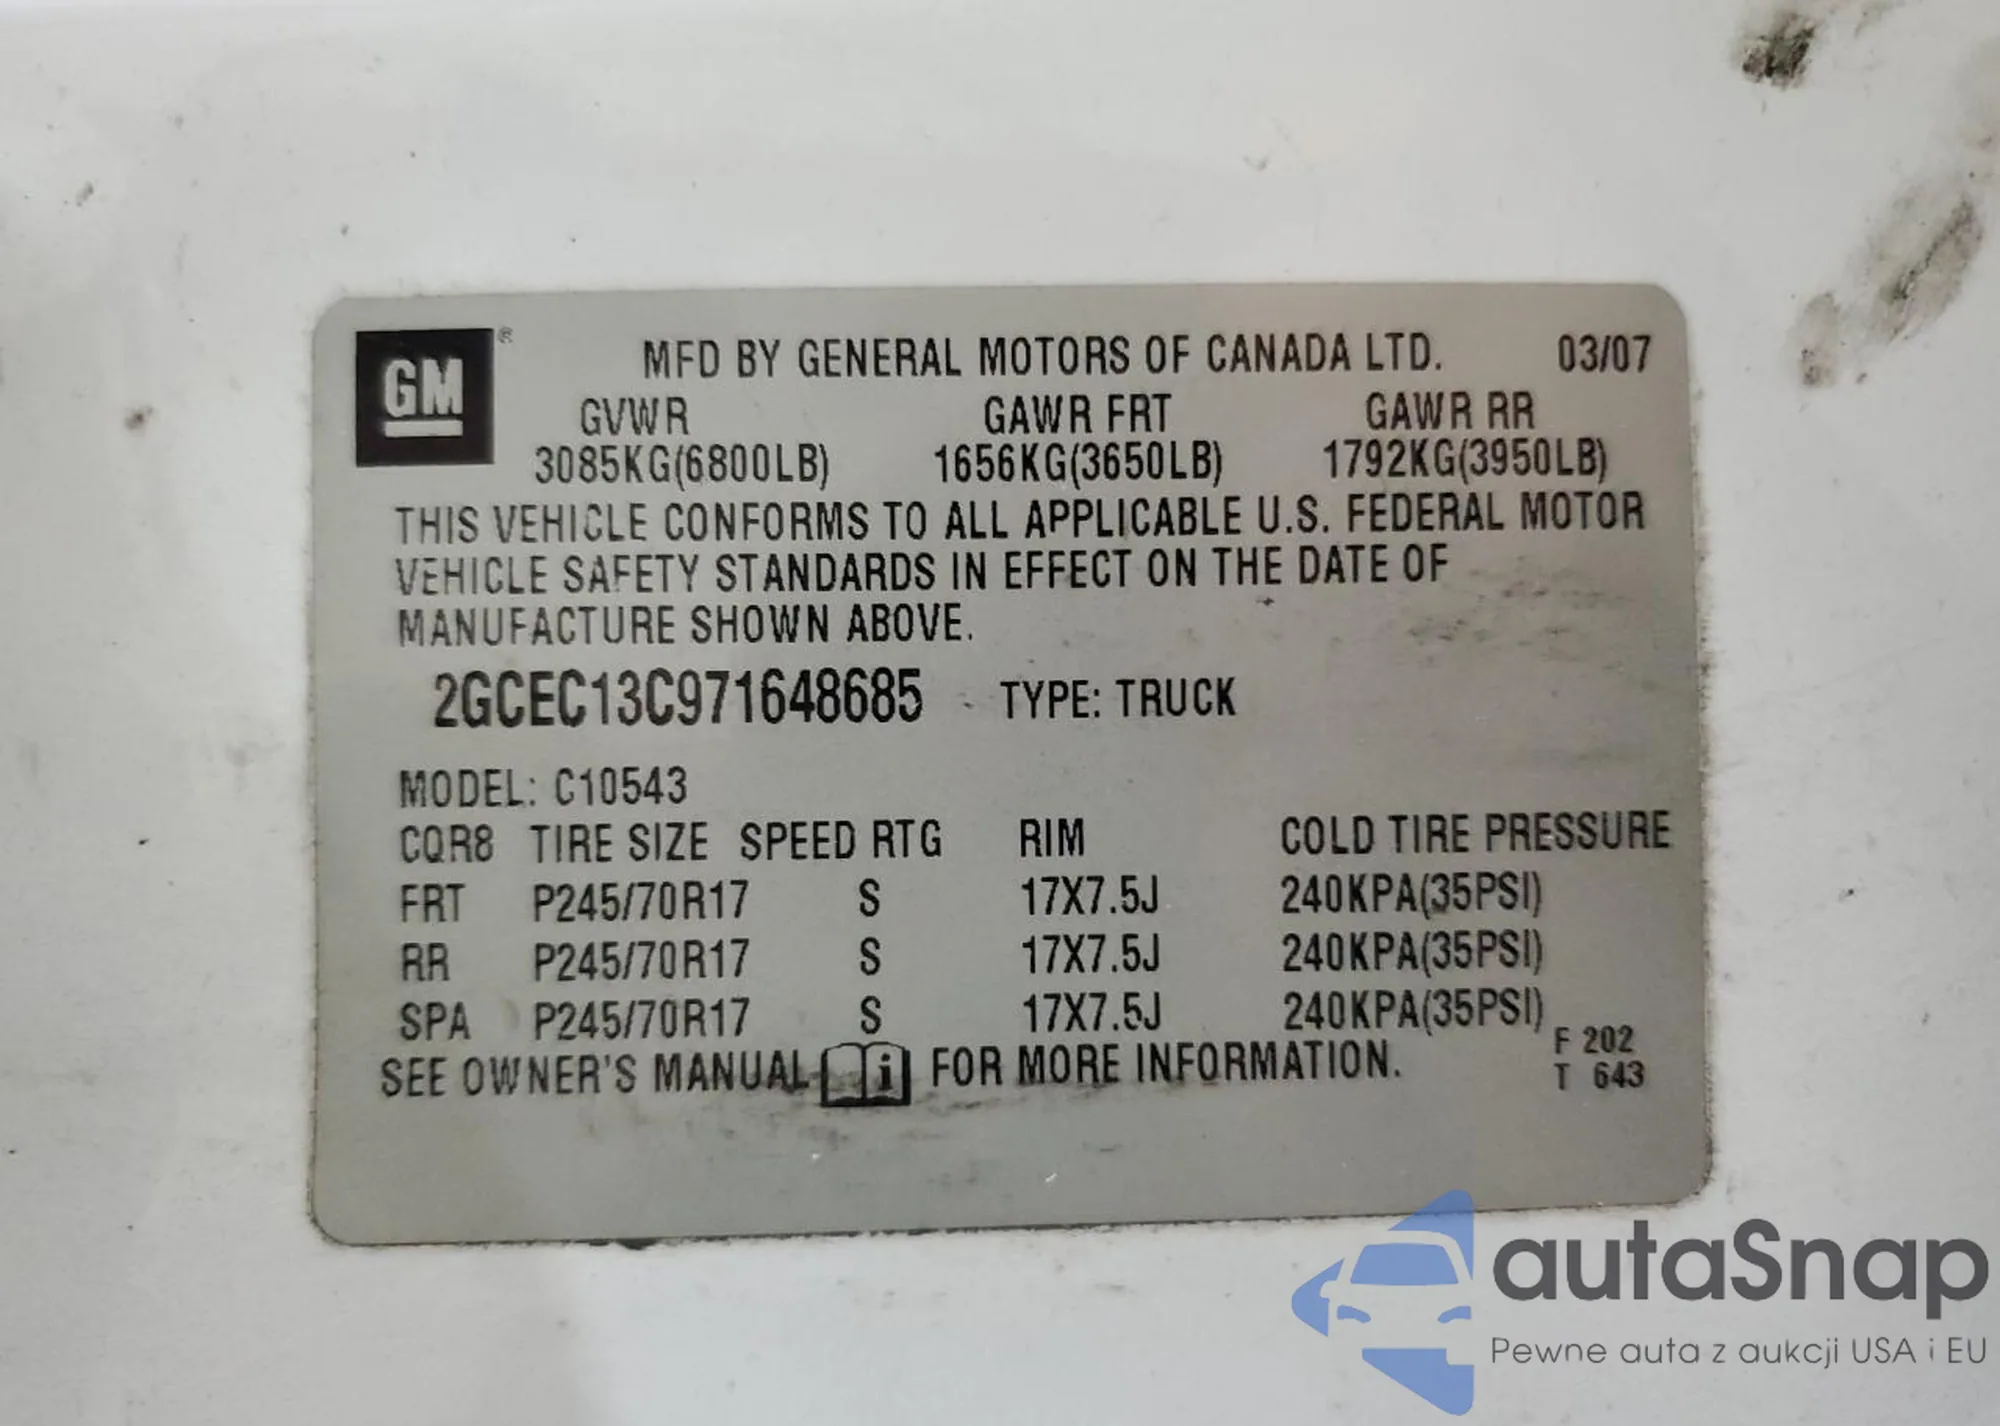 GM®
MFD BY GENERAL MOTORS OF CANADA LTD. 03/07
GVWR GAWR FRT GAWR RR
3085KG(6800LB) 1656KG(3650LB) 1792KG(3950LB)
THIS VEHICLE CONFORMS TO ALL APPLICABLE U.S. FEDERAL MOTOR
VEHICLE SAFETY STANDARDS IN EFFECT ON THE DATE OF
MANUFACTURE SHOWN ABOVE.
2GCEC13C971648685 TYPE: TRUCK
MODEL: C10543
CQR8 TIRE SIZE SPEED RTG RIM COLD TIRE PRESSURE
FRT P245/70R17 S 17X7.5J 240KPA(35PSI)
RR P245/70R17 S 17X7.5J 240KPA(35PSI)
SPA P245/70R17 S 17X7.5J 240KPA(35PSI)
SEE OWNER'S MANUAL i FOR MORE INFORMATION.
F 202
T 643
autaSnap
Pewne auta z aukcji USA i EU